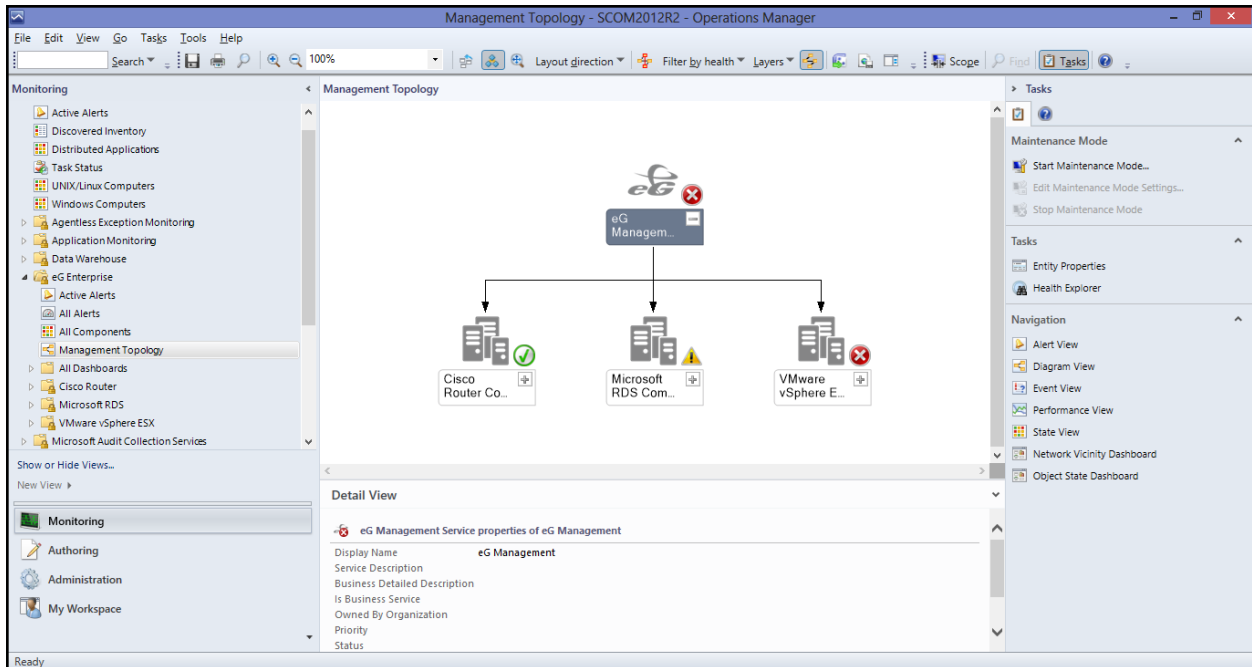 Management Topology - SCOM2012R2 - Operations Manager
File Edit View Go Tasks Tools Help
Search 100% Layout direction Filter by health Layers Scope Find Tasks
Monitoring
Active Alerts
Discovered Inventory
Distributed Applications
Task Status
UNIX/Linux Computers
Windows Computers
Agentless Exception Monitoring
Application Monitoring
Data Warehouse
eG Enterprise
Active Alerts
All Alerts
All Components
Management Topology
All Dashboards
Cisco Router
Microsoft RDS
VMware vSphere ESX
Microsoft Audit Collection Services
Show or Hide Views...
New View
Monitoring
Authoring
Administration
My Workspace
Management Topology
eG
eG
Managem...
Cisco
Router Co...
Microsoft
RDS Com...
VMware
vSphere E...
Detail View
eG Management Service properties of eG Management
Display Name eG Management
Service Description
Business Detailed Description
Is Business Service
Owned By Organization
Priority
Status
Tasks
Maintenance Mode
Start Maintenance Mode...
Edit Maintenance Mode Settings...
Stop Maintenance Mode
Tasks
Entity Properties
Health Explorer
Navigation
Alert View
Diagram View
Event View
Performance View
State View
Network Vicinity Dashboard
Object State Dashboard
Ready